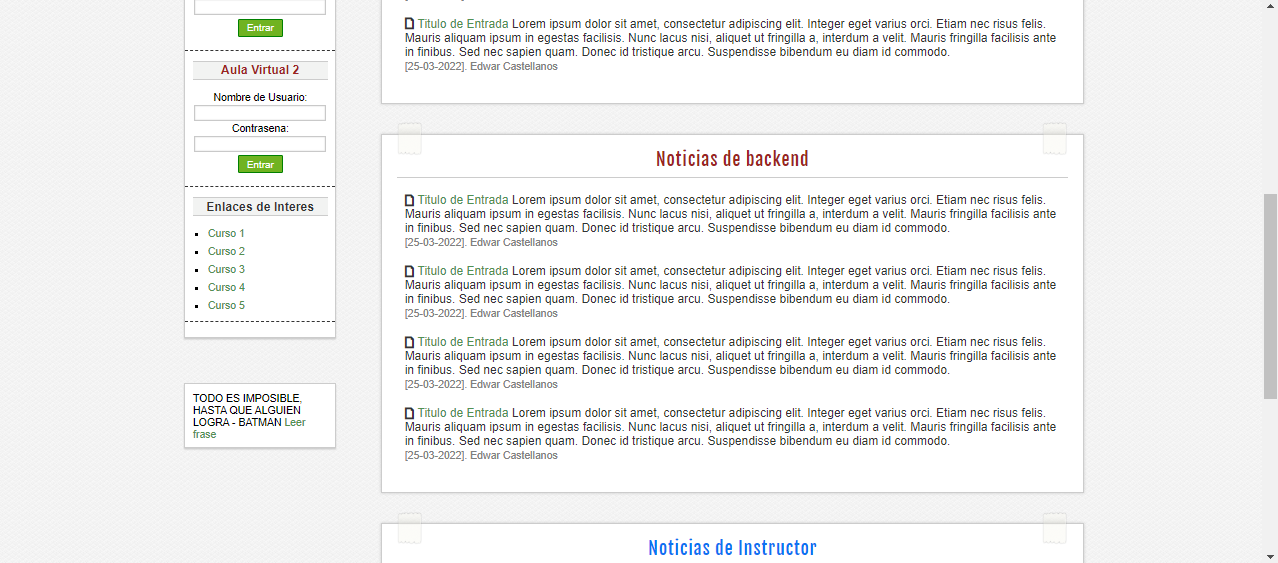 Entrar
Aula Virtual 2
Nombre de Usuario:
Contrasena:
Entrar
Enlaces de Interes
Curso 1
Curso 2
Curso 3
Curso 4
Curso 5
TODO ES IMPOSIBLE,
HASTA QUE ALGUIEN
LOGRA - BATMAN Leer
frase
Titulo de Entrada Lorem ipsum dolor sit amet, consectetur adipiscing elit. Integer eget varius orci. Etiam nec risus felis.
Mauris aliquam ipsum in egestas facilisis. Nunc lacus nisi, aliquet ut fringilla a, interdum a velit. Mauris fringilla facilisis ante
in finibus. Sed nec sapien quam. Donec id tristique arcu. Suspendisse bibendum eu diam id commodo.
[25-03-2022]. Edwar Castellanos
Noticias de backend
Titulo de Entrada Lorem ipsum dolor sit amet, consectetur adipiscing elit. Integer eget varius orci. Etiam nec risus felis.
Mauris aliquam ipsum in egestas facilisis. Nunc lacus nisi, aliquet ut fringilla a, interdum a velit. Mauris fringilla facilisis ante
in finibus. Sed nec sapien quam. Donec id tristique arcu. Suspendisse bibendum eu diam id commodo.
[25-03-2022]. Edwar Castellanos
Titulo de Entrada Lorem ipsum dolor sit amet, consectetur adipiscing elit. Integer eget varius orci. Etiam nec risus felis.
Mauris aliquam ipsum in egestas facilisis. Nunc lacus nisi, aliquet ut fringilla a, interdum a velit. Mauris fringilla facilisis ante
in finibus. Sed nec sapien quam. Donec id tristique arcu. Suspendisse bibendum eu diam id commodo.
[25-03-2022]. Edwar Castellanos
Titulo de Entrada Lorem ipsum dolor sit amet, consectetur adipiscing elit. Integer eget varius orci. Etiam nec risus felis.
Mauris aliquam ipsum in egestas facilisis. Nunc lacus nisi, aliquet ut fringilla a, interdum a velit. Mauris fringilla facilisis ante
in finibus. Sed nec sapien quam. Donec id tristique arcu. Suspendisse bibendum eu diam id commodo.
[25-03-2022]. Edwar Castellanos
Titulo de Entrada Lorem ipsum dolor sit amet, consectetur adipiscing elit. Integer eget varius orci. Etiam nec risus felis.
Mauris aliquam ipsum in egestas facilisis. Nunc lacus nisi, aliquet ut fringilla a, interdum a velit. Mauris fringilla facilisis ante
in finibus. Sed nec sapien quam. Donec id tristique arcu. Suspendisse bibendum eu diam id commodo.
[25-03-2022]. Edwar Castellanos
Noticias de Instructor